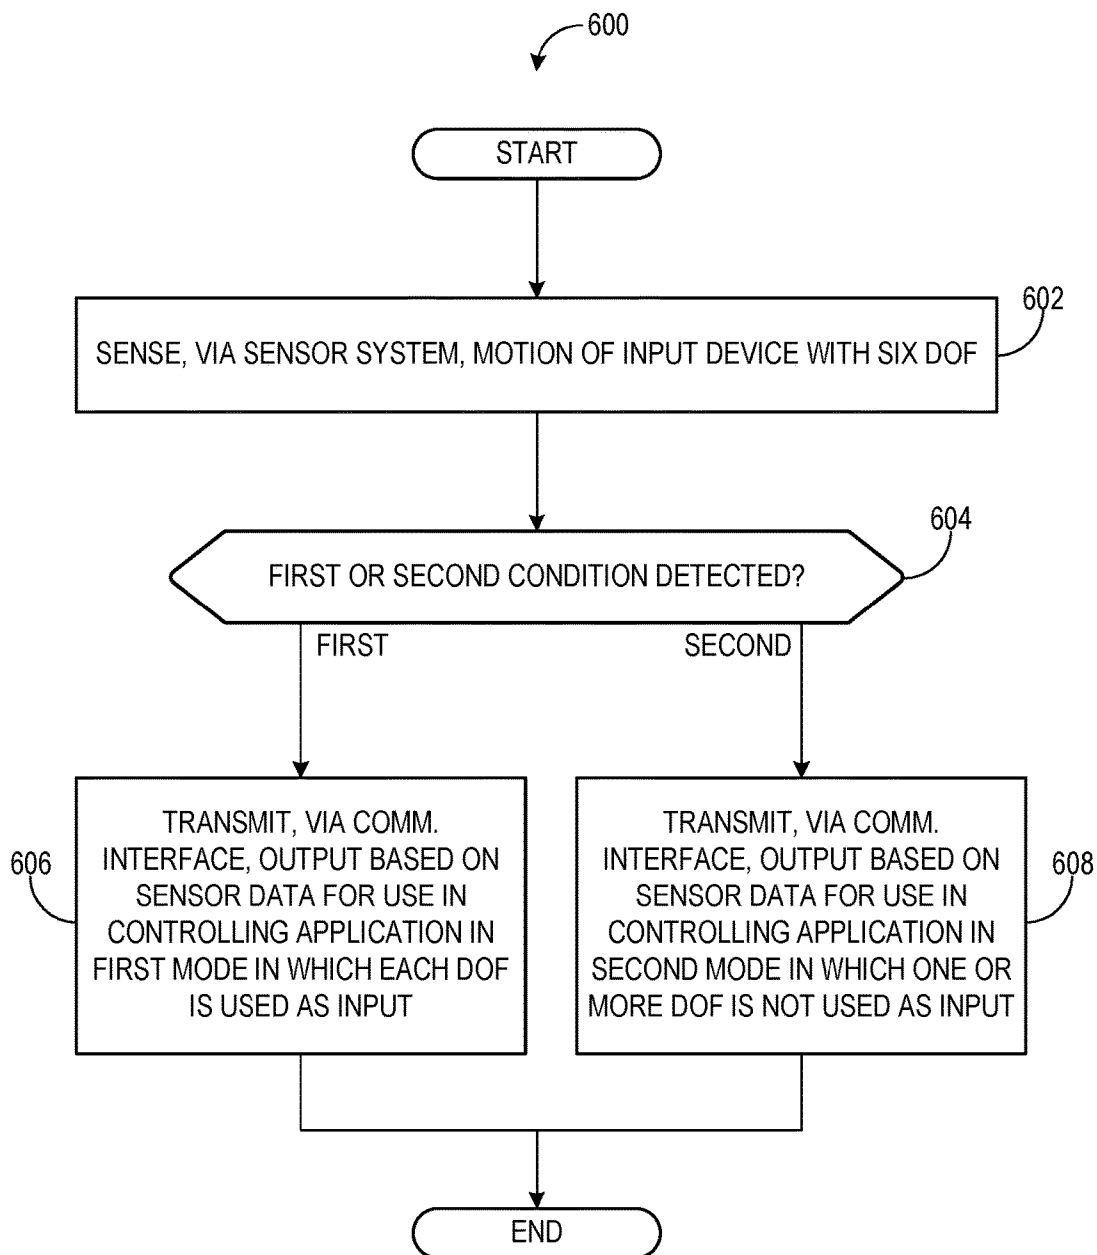 600
START
602
SENSE, VIA SENSOR SYSTEM, MOTION OF INPUT DEVICE WITH SIX DOF
604
FIRST OR SECOND CONDITION DETECTED?
FIRST
SECOND
606
TRANSMIT, VIA COMM.
INTERFACE, OUTPUT BASED ON
SENSOR DATA FOR USE IN
CONTROLLING APPLICATION IN
FIRST MODE IN WHICH EACH DOF
IS USED AS INPUT
TRANSMIT, VIA COMM.
INTERFACE, OUTPUT BASED ON
SENSOR DATA FOR USE IN
CONTROLLING APPLICATION IN
SECOND MODE IN WHICH ONE OR
MORE DOF IS NOT USED AS INPUT
608
END